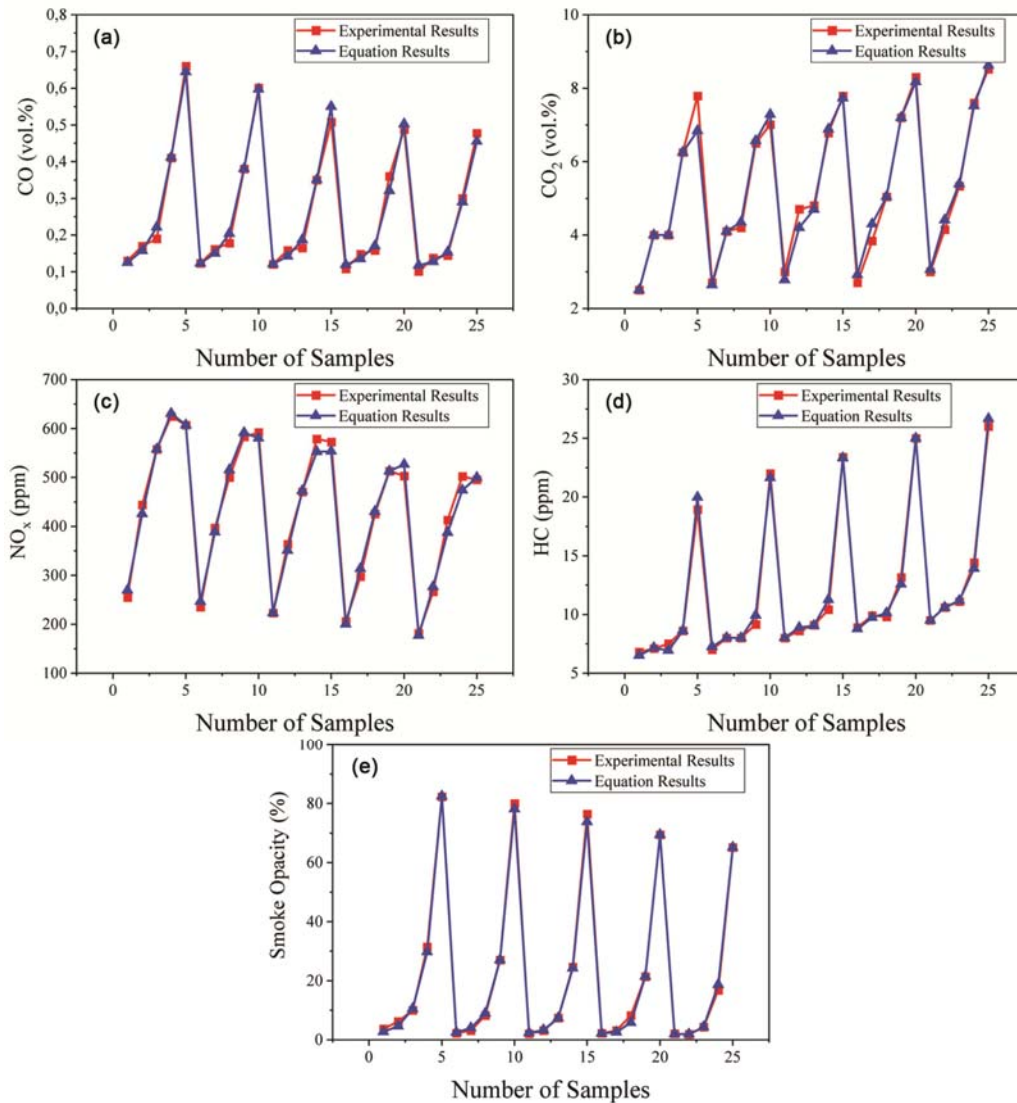 (a)
Experimental Results
Equation Results
0,8
0,7
0,6
0,5
0,4
0,3
0,2
0,1
0,0
CO (vol.%)
0 5 10 15 20 25
Number of Samples
(b)
Experimental Results
Equation Results
10
8
6
4
2
CO₂ (vol.%)
0 5 10 15 20 25
Number of Samples
(c)
Experimental Results
Equation Results
700
600
500
400
300
200
100
NOₓ (ppm)
0 5 10 15 20 25
Number of Samples
(d)
Experimental Results
Equation Results
30
25
20
15
10
5
HC (ppm)
0 5 10 15 20 25
Number of Samples
(e)
Experimental Results
Equation Results
100
80
60
40
20
0
Smoke Opacity (%)
0 5 10 15 20 25
Number of Samples